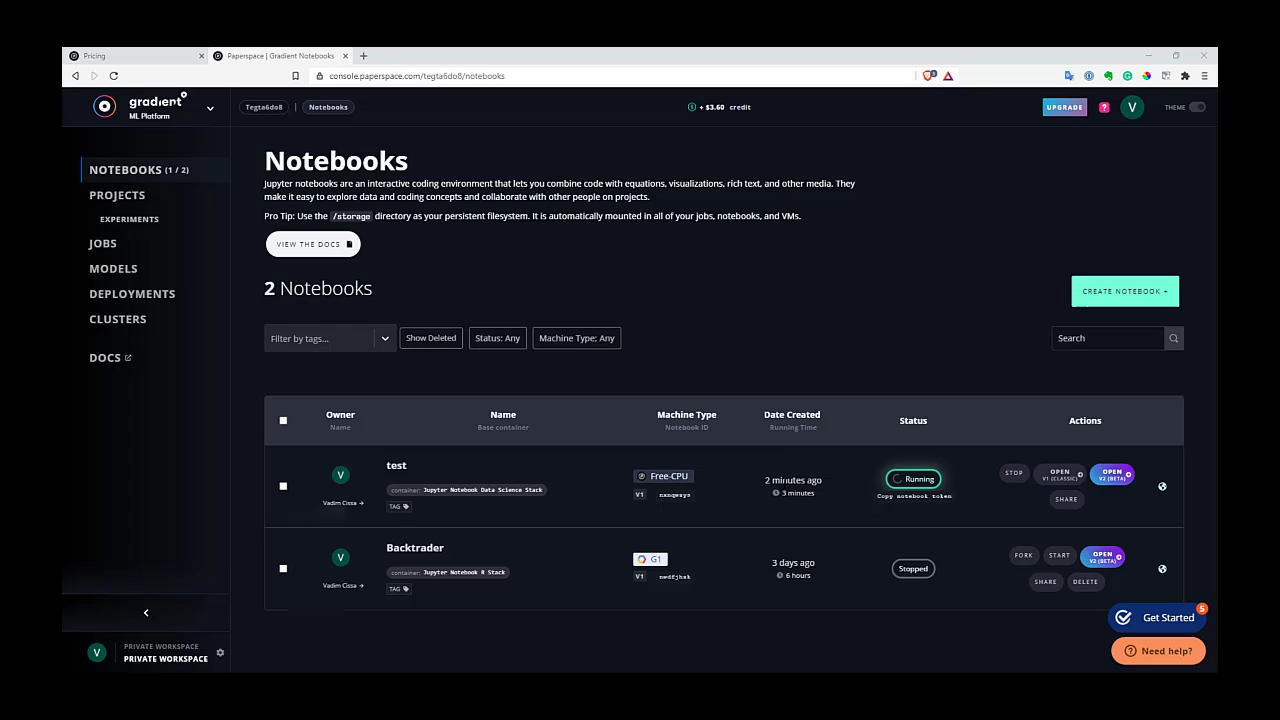 Pricing
Paperspace | Gradient Notebooks
console.paperspace.com/tegta6do8/notebooks
gradient
ML Platform
Tegta6do8 | Notebooks
+ $3.60 credit
UPGRADE
?
V
THEME
NOTEBOOKS (1 / 2)
PROJECTS
EXPERIMENTS
JOBS
MODELS
DEPLOYMENTS
CLUSTERS
DOCS
Notebooks
Jupyter notebooks are an interactive coding environment that lets you combine code with equations, visualizations, rich text, and other media. They
make it easy to explore data and coding concepts and collaborate with other people on projects.
Pro Tip: Use the /storage directory as your persistent filesystem. It is automatically mounted in all of your jobs, notebooks, and VMs.
VIEW THE DOCS
2 Notebooks
CREATE NOTEBOOK +
Filter by tags...
Show Deleted
Status: Any
Machine Type: Any
Search
Owner
Name
Name
Base container
Machine Type
Notebook ID
Date Created
Running Time
Status
Actions
V
Vadim Cissa
test
container: Jupyter Notebook Data Science Stack
TAG
Free-CPU
V1
2 minutes ago
3 minutes
Running
Copy notebook token
STOP
OPEN
V1 (CLASSIC)
OPEN
V2 (BETA)
SHARE
V
Vadim Cissa
Backtrader
container: Jupyter Notebook R Stack
TAG
G1
V1
3 days ago
6 hours
Stopped
FORK
START
OPEN
V2 (BETA)
SHARE
DELETE
Get Started
5
Need help?
V
PRIVATE WORKSPACE
PRIVATE WORKSPACE